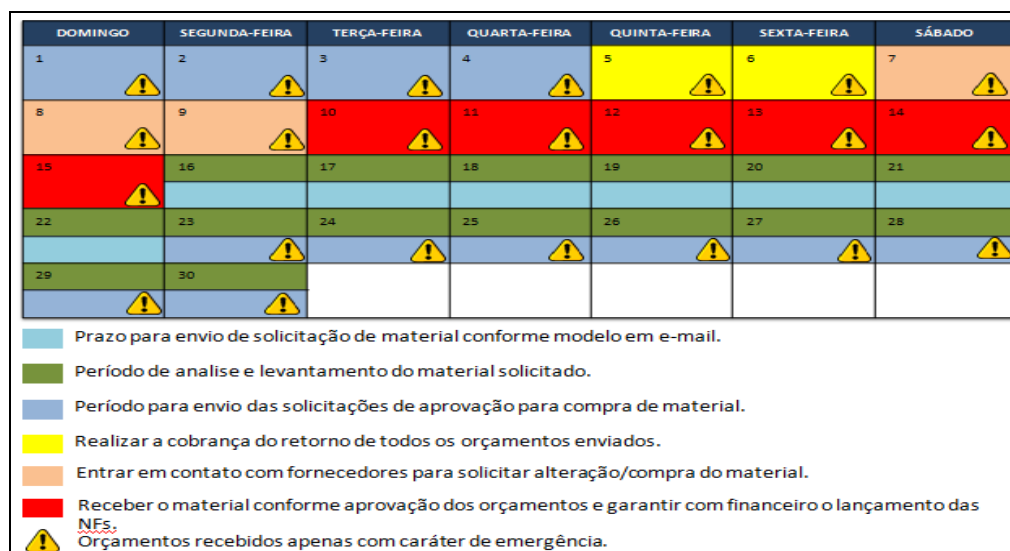 DOMINGO SEGUNDA-FEIRA TERÇA-FEIRA QUARTA-FEIRA QUINTA-FEIRA SEXTA-FEIRA SÁBADO
1 2 3 4 5 6 7
8 9 10 11 12 13 14
15 16 17 18 19 20 21
22 23 24 25 26 27 28
29 30
Prazo para envio de solicitação de material conforme modelo em e-mail.
Período de analise e levantamento do material solicitado.
Período para envio das solicitações de aprovação para compra de material.
Realizar a cobrança do retorno de todos os orçamentos enviados.
Entrar em contato com fornecedores para solicitar alteração/compra do material.
Receber o material conforme aprovação dos orçamentos e garantir com financeiro o lançamento das
NFs.
Orçamentos recebidos apenas com caráter de emergência.